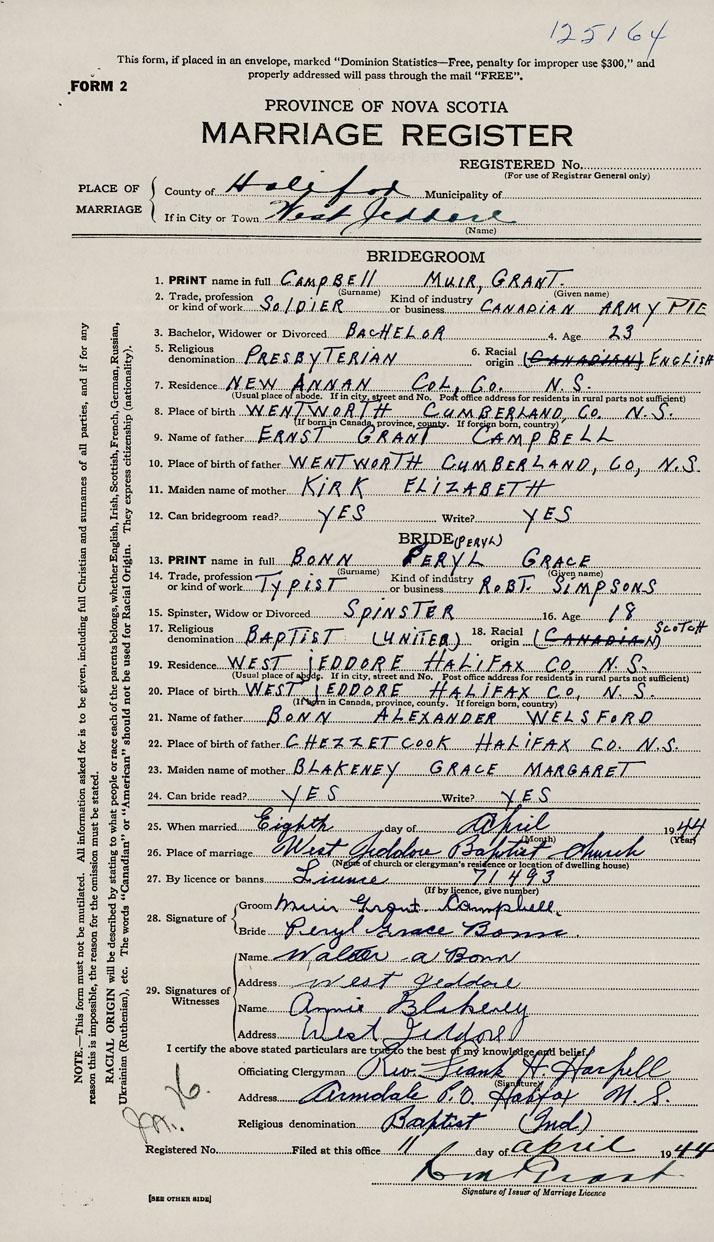 125164
This form, if placed in an envelope, marked "Dominion Statistics—Free, penalty for improper use $300," and
properly addressed will pass through the mail "FREE".
FORM 2
PROVINCE OF NOVA SCOTIA
MARRIAGE REGISTER
REGISTERED No.
(For use of Registrar General only)
PLACE OF MARRIAGE
County of Halifax Municipality of
If in City or Town West Jeddore
(Name)
BRIDEGROOM
1. PRINT name in full CAMPBELL MUIR, GRANT.
(Surname) (Given name)
2. Trade, profession or kind of work SOLDIER Kind of industry or business CANADIAN ARMY PTE
3. Bachelor, Widower or Divorced BACHELOR 4. Age 23
5. Religious denomination PRESBYTERIAN 6. Racial origin (CANADIAN) ENGLISH
7. Residence NEW ANNAN COL, CO. N.S.
(Usual place of abode. If in city, street and No. Post office address for residents in rural parts not sufficient)
8. Place of birth WENTWORTH CUMBERLAND, CO. N.S.
(If born in Canada, province, county. If foreign born, country)
9. Name of father ERNST GRANT CAMPBELL
10. Place of birth of father WENTWORTH CUMBERLAND, CO, N.S.
11. Maiden name of mother KIRK ELIZABETH
12. Can bridegroom read? YES Write? YES
BRIDE (PERYL)
13. PRINT name in full BONN PERYL GRACE
(Surname) (Given name)
14. Trade, profession or kind of work TYPIST Kind of industry or business ROBT. SIMPSONS
15. Spinster, Widow or Divorced SPINSTER 16. Age 18
17. Religious denomination BAPTIST (UNITED) 18. Racial origin (CANADIAN) SCOTCH
19. Residence WEST JEDDORE HALIFAX CO, N.S.
(Usual place of abode. If in city, street and No. Post office address for residents in rural parts not sufficient)
20. Place of birth WEST JEDDORE HALIFAX CO, N.S.
(If born in Canada, province, county. If foreign born, country)
21. Name of father BONN ALEXANDER WELSFORD
22. Place of birth of father CHEZZETCOOK HALIFAX CO. N.S.
23. Maiden name of mother BLAKENEY GRACE MARGARET
24. Can bride read? YES Write? YES
25. When married Eighth day of April 1944
(Month) (Year)
26. Place of marriage West Jeddore Baptist Church
(Name of church or clergyman's residence or location of dwelling house)
27. By licence or banns Licence 71493
(If by licence, give number)
28. Signature of
Groom Muir Grant Campbell
Bride Peryl Grace Bonn.
29. Signatures of Witnesses
Name Walter A Bonn
Address West Jeddore
Name Annie Blakeney
Address West Jeddore
I certify the above stated particulars are true to the best of my knowledge and belief.
Officiating Clergyman Rev. Frank H. Harpell
(Signature)
Address Armdale P.O. Halifax N.S.
Religious denomination Baptist (Ind)
Registered No. Filed at this office 11 day of April 1944
Grant
Signature of Issuer of Marriage Licence
[SEE OTHER SIDE]
NOTE.—This form must not be mutilated. All information asked for is to be given, including full Christian and surnames of all parties, and if for any
reason this is impossible, the reason for the omission must be stated.
RACIAL ORIGIN will be described by stating to what people or race each of the parents belongs, whether English, Irish, Scottish, French, German, Russian,
Ukrainian (Ruthenian), etc. The words "Canadian" or "American" should not be used for Racial Origin. They express citizenship (nationality).